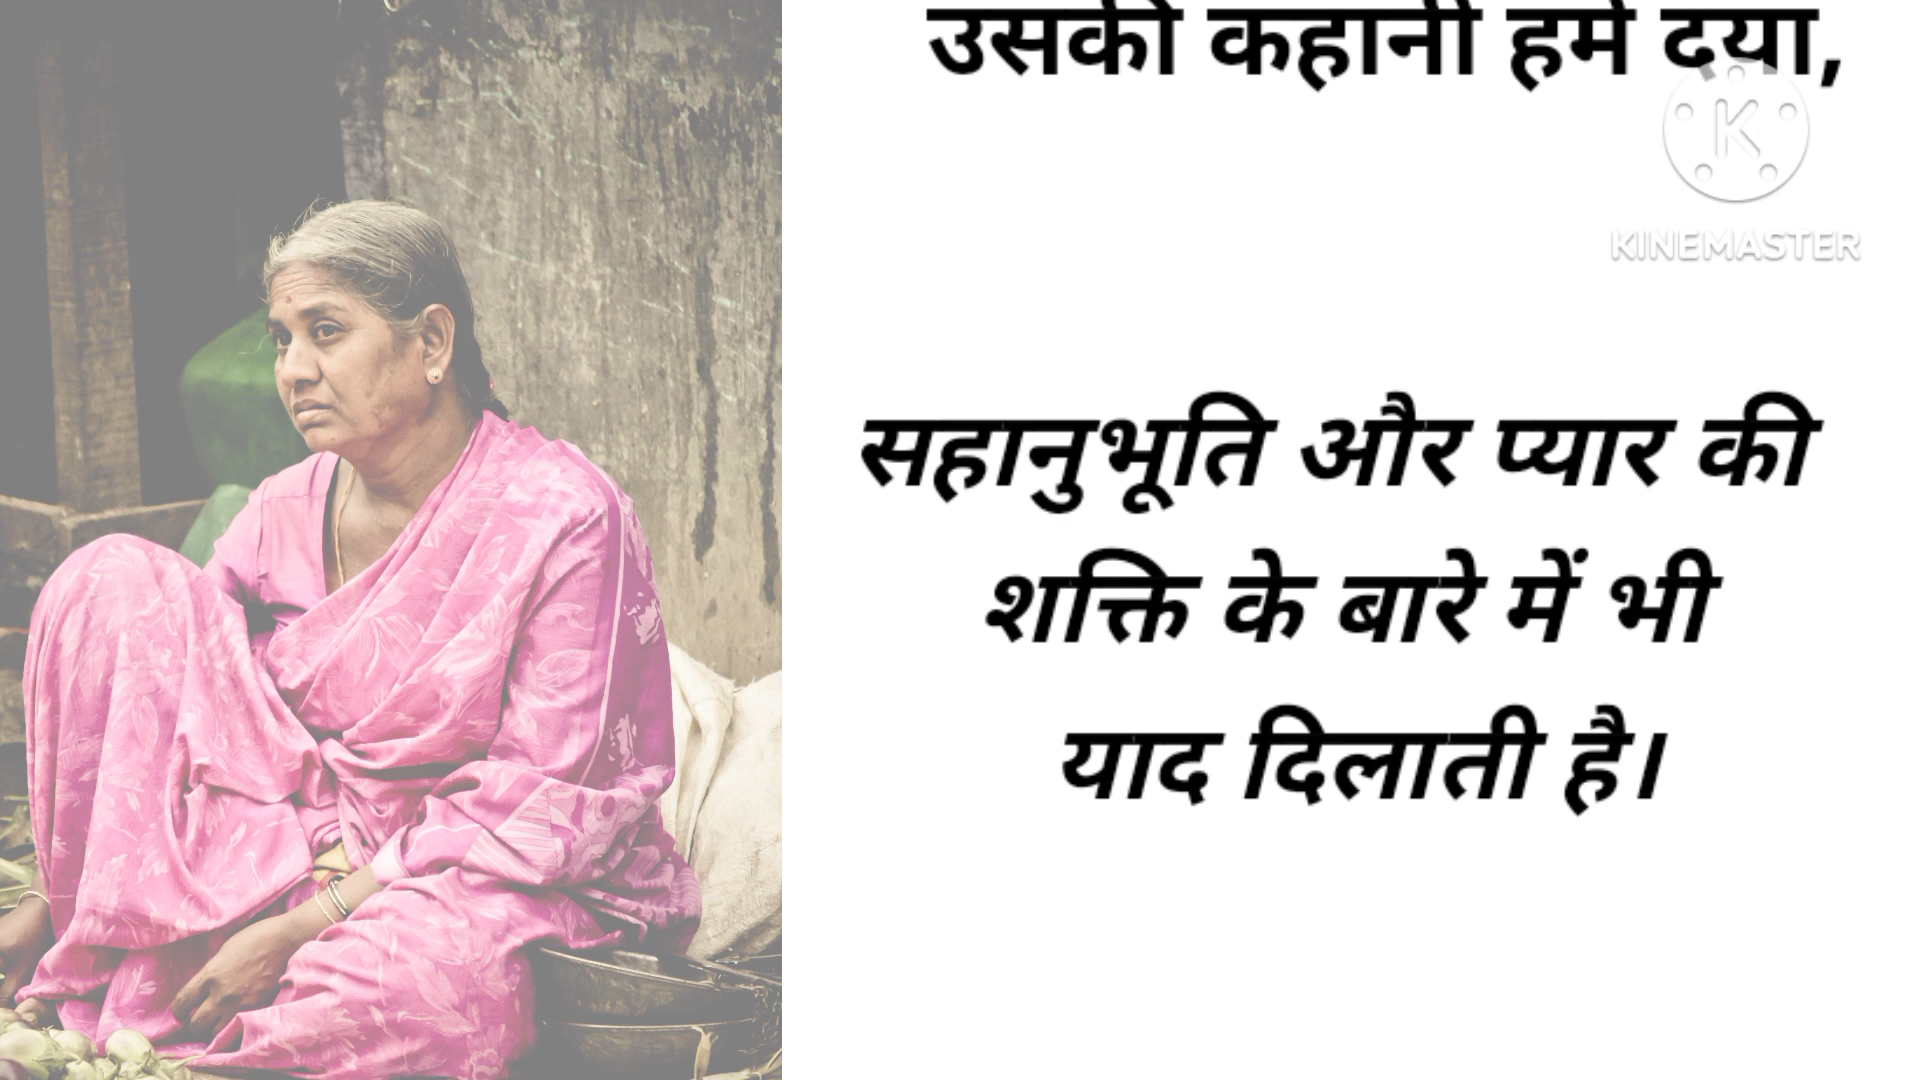 उसकी कहानी हमें दया,
K
KINEMASTER
सहानुभूति और प्यार की
शक्ति के बारे में भी
याद दिलाती है।